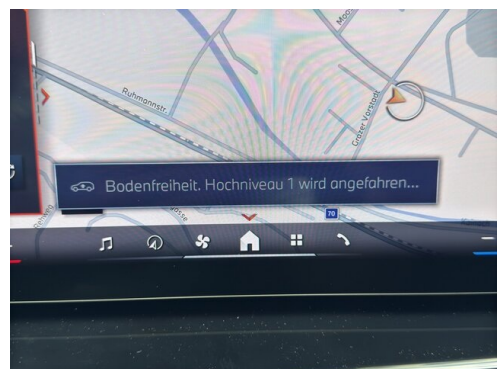 Ruhmannstr.
Grazer Vorstadt
Bodenfreiheit. Hochniveau 1 wird angefahren...
70